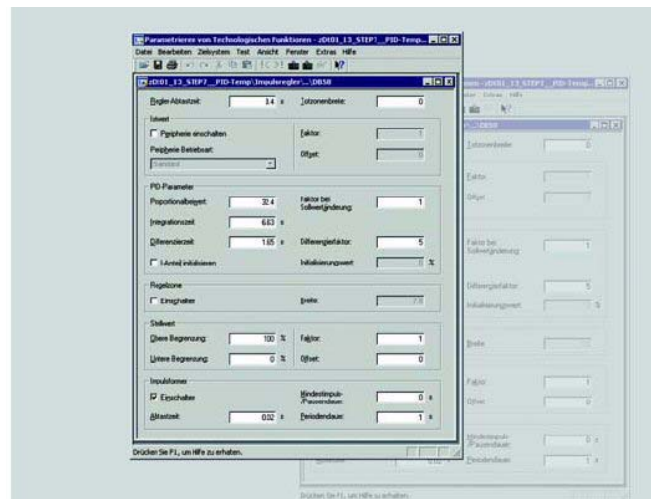 Parametrieren von Technologischen Funktionen - zDt01_13_STEP7__PID-Temp...
Datei Bearbeiten Zielsystem Test Ansicht Fenster Extras Hilfe
zDt01_13_STEP7__PID-Temp\Impulsregler\...\DB50
Regler-Abtastzeit: 3.4 s Totzonenbreite: 0
Istwert
Peripherie einschalten Faktor: 1
Peripherie Betriebsart: Offset: 0
Standard
PID-Parameter
Proportionalbeiwert: 32.4 Faktor bei Sollwertänderung: 1
Integrationszeit: 6.63 s
Differenzierzeit: 1.65 s Differenzierfaktor: 5
I-Anteil initialisieren Initialisierungswert: 0 %
Regelzone
Einschalten Breite:
Stellwert
Obere Begrenzung: 100 % Faktor: 1
Untere Begrenzung: 0 % Offset: 0
Impulsformer
Einschalten Mindestimpuls-/Pausendauer: 0 s
Abtastzeit: 0.02 s Periodendauer: 1 s
Drücken Sie F1, um Hilfe zu erhalten.